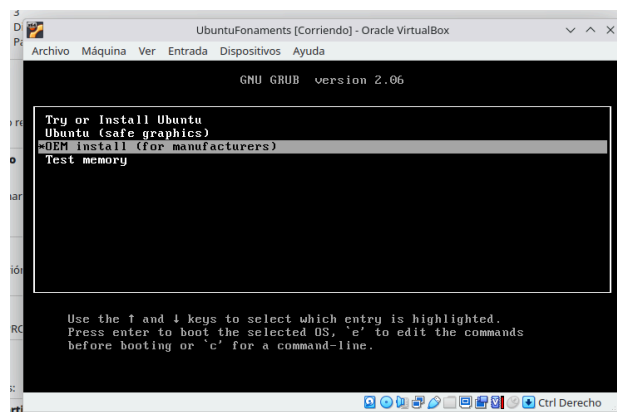 3
D
Pa
UbuntuFonaments [Corriendo] - Oracle VirtualBox
Archivo Máquina Ver Entrada Dispositivos Ayuda
GNU GRUB version 2.06
Try or Install Ubuntu
Ubuntu (safe graphics)
*OEM install (for manufacturers)
Test memory
Use the ↑ and ↓ keys to select which entry is highlighted.
Press enter to boot the selected OS, `e' to edit the commands
before booting or `c' for a command-line.
Ctrl Derecho